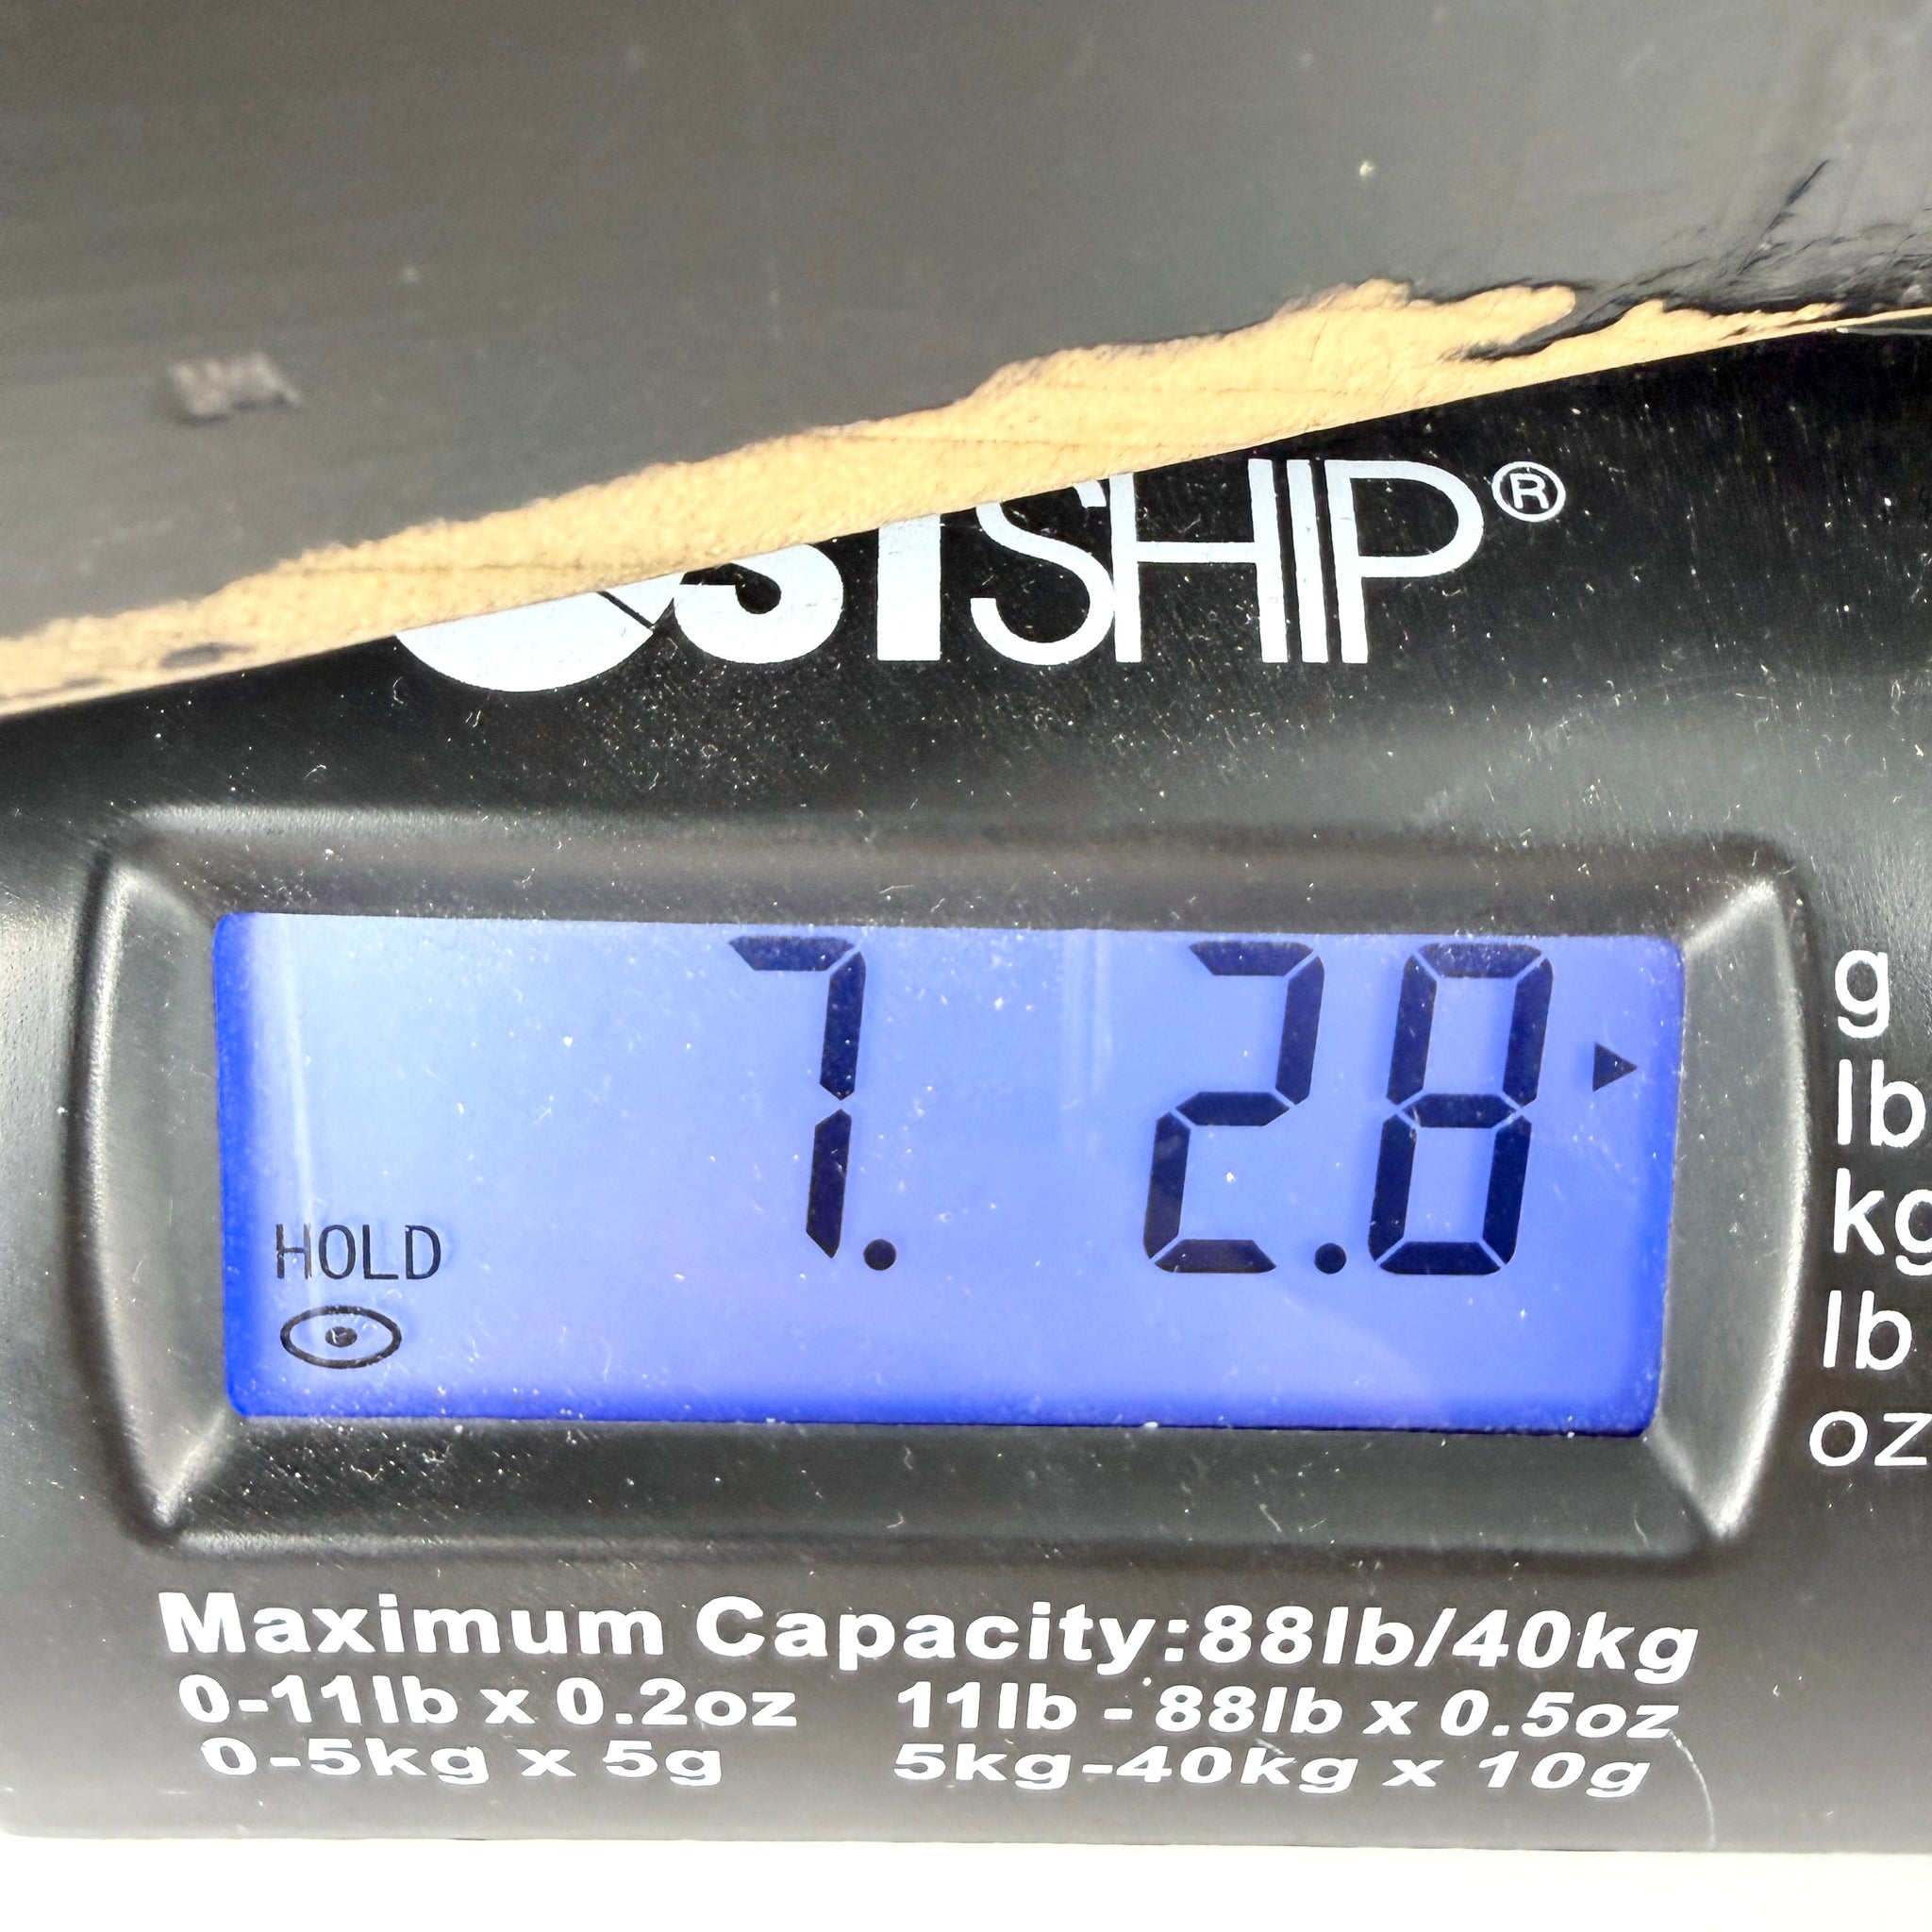 STSHIP®
7. 2.8
HOLD
g
lb
kg
lb
oz
Maximum Capacity:88lb/40kg
0-11lb x 0.2oz 11lb - 88lb x 0.5oz
0-5kg x 5g 5kg-40kg x 10g